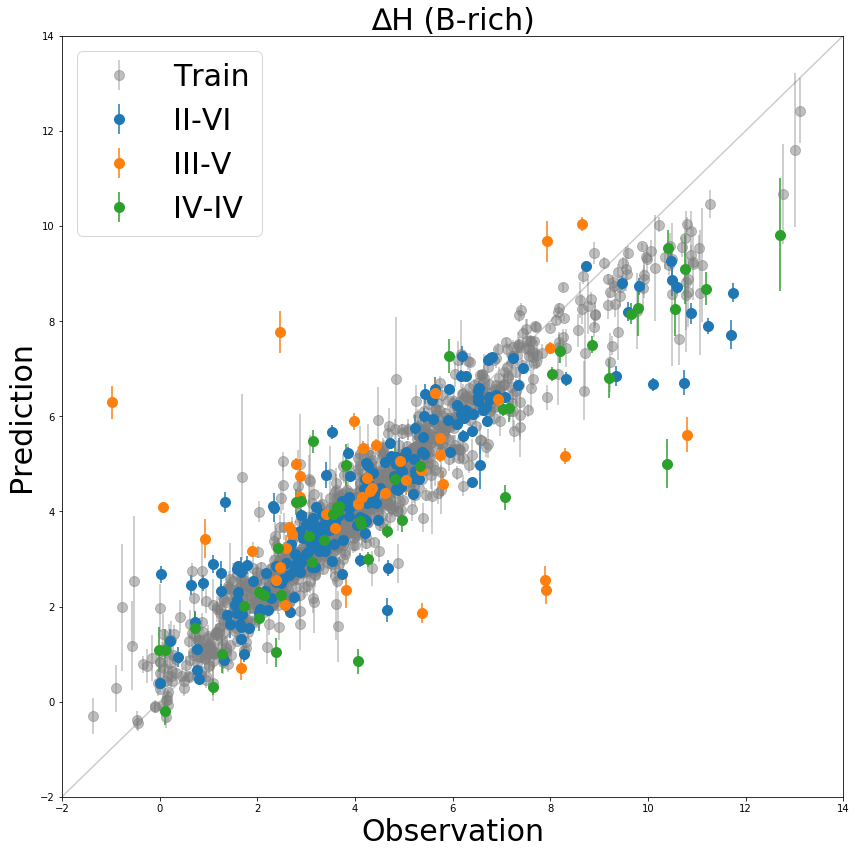 ΔH (B-rich)
14
12
10
8
6
4
2
0
−2
Train
II-VI
III-V
IV-IV
Prediction
−2 0 2 4 6 8 10 12 14
Observation